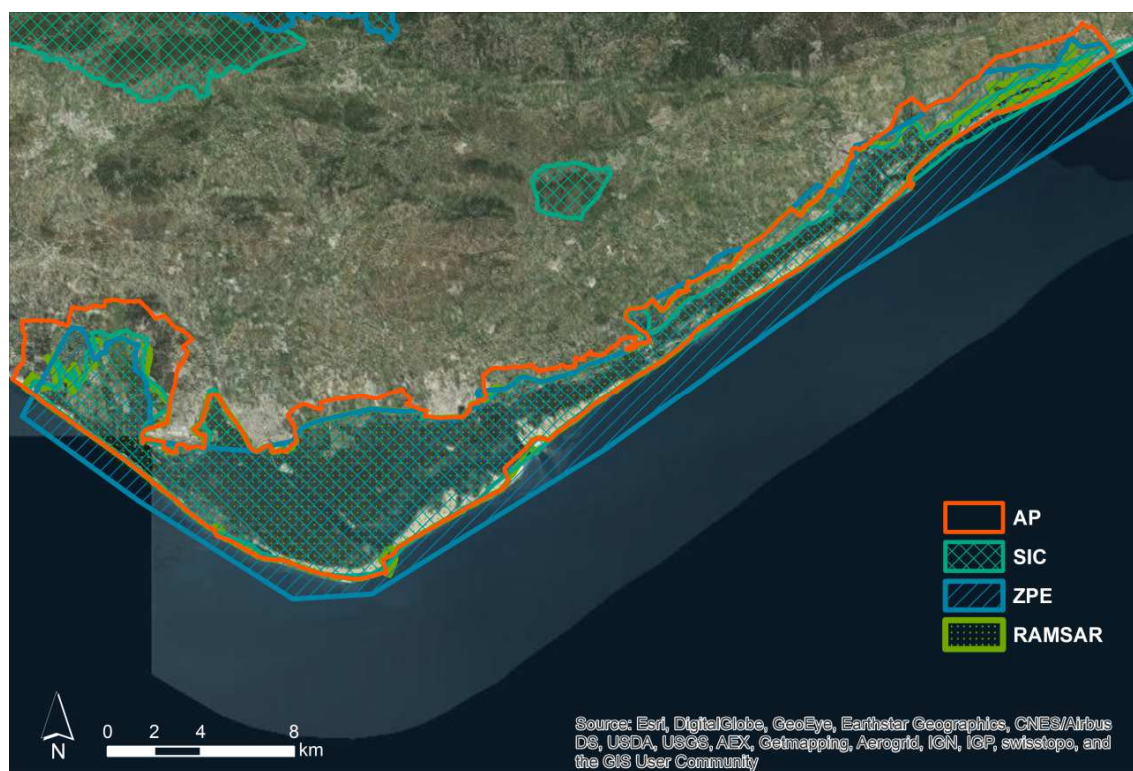 AP
SIC
ZPE
RAMSAR
N
0 2 4 8
km
Source: Esri, DigitalGlobe, GeoEye, Earthstar Geographics, CNES/Airbus
DS, USDA, USGS, AEX, Getmapping, Aerogrid, IGN, IGP, swisstopo, and
the GIS User Community